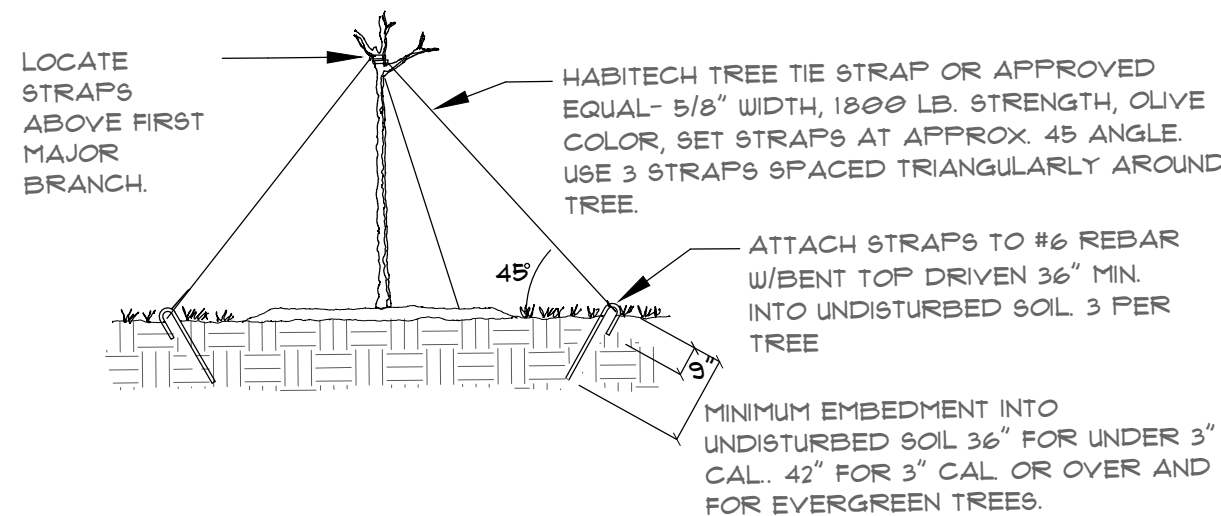 LOCATE
STRAPS
ABOVE FIRST
MAJOR
BRANCH.
HABITECH TREE TIE STRAP OR APPROVED
EQUAL- 5/8" WIDTH, 1800 LB. STRENGTH, OLIVE
COLOR, SET STRAPS AT APPROX. 45 ANGLE.
USE 3 STRAPS SPACED TRIANGULARLY AROUND
TREE.
ATTACH STRAPS TO #6 REBAR
W/BENT TOP DRIVEN 36" MIN.
INTO UNDISTURBED SOIL. 3 PER
TREE
45°
9"
MINIMUM EMBEDMENT INTO
UNDISTURBED SOIL 36" FOR UNDER 3"
CAL.. 42" FOR 3" CAL. OR OVER AND
FOR EVERGREEN TREES.